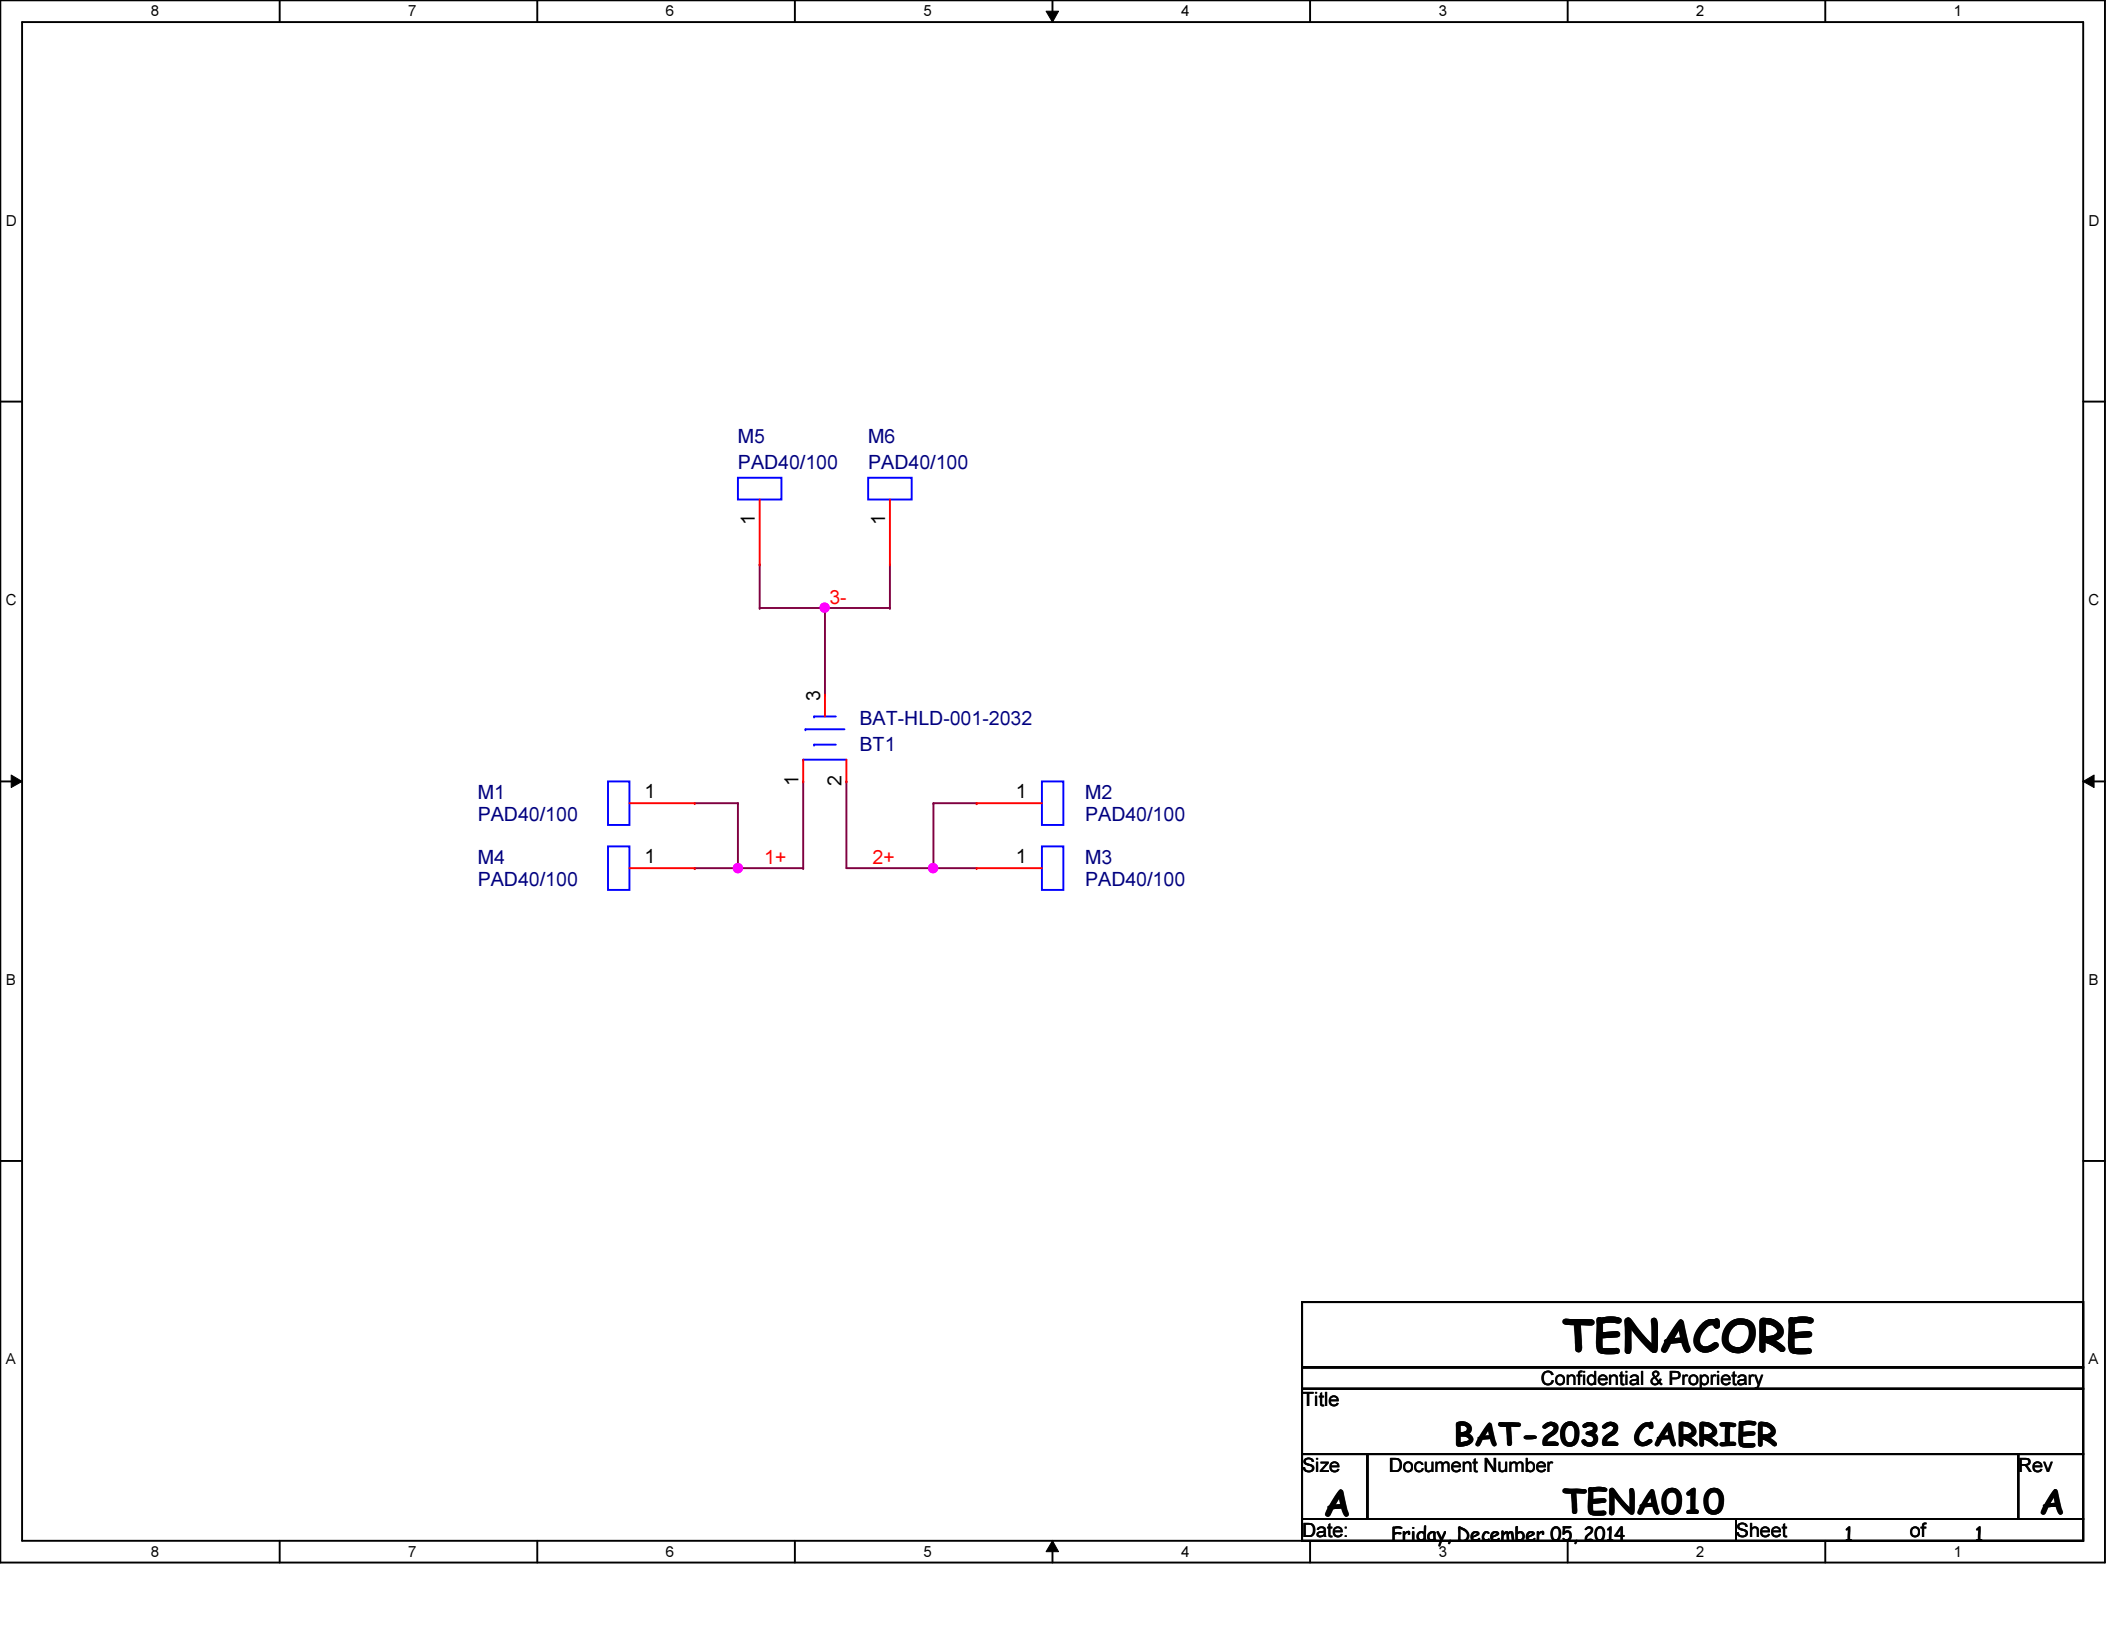 8 7 6 5 4 3 2 1
D D
M5 M6
PAD40/100 PAD40/100
1 1
C C
3-
3
BAT-HLD-001-2032
BT1
1 2
M1 1 1 M2
PAD40/100 PAD40/100
M4 1 1+ 2+ 1 M3
PAD40/100 PAD40/100
B B
TENACORE
A A
Confidential & Proprietary
Title
BAT-2032 CARRIER
Size Document Number Rev
A TENA010 A
Date: Friday, December 05, 2014 Sheet 1 of 1
8 7 6 5 4 3 2 1